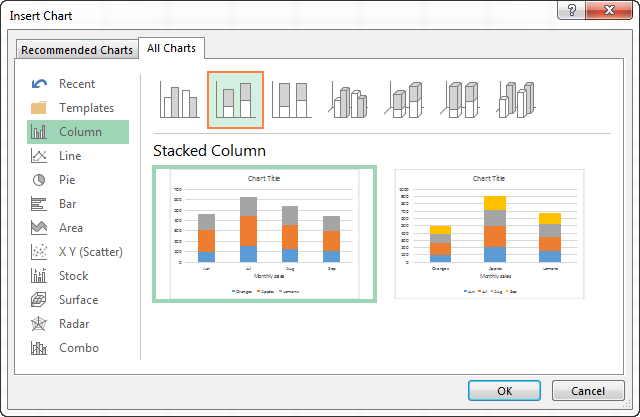 Insert Chart
?
Recommended Charts
All Charts
Recent
Templates
Column
Line
Pie
Bar
Area
X Y (Scatter)
Stock
Surface
Radar
Combo
Stacked Column
Chart Title
700
600
500
400
300
200
100
0
Jun Jul Aug Sep
Monthly sales
Oranges Apples Lemons
Chart Title
1000
900
800
700
600
500
400
300
200
100
0
Oranges Apples Lemons
Monthly sales
Jun Jul Aug Sep
OK
Cancel